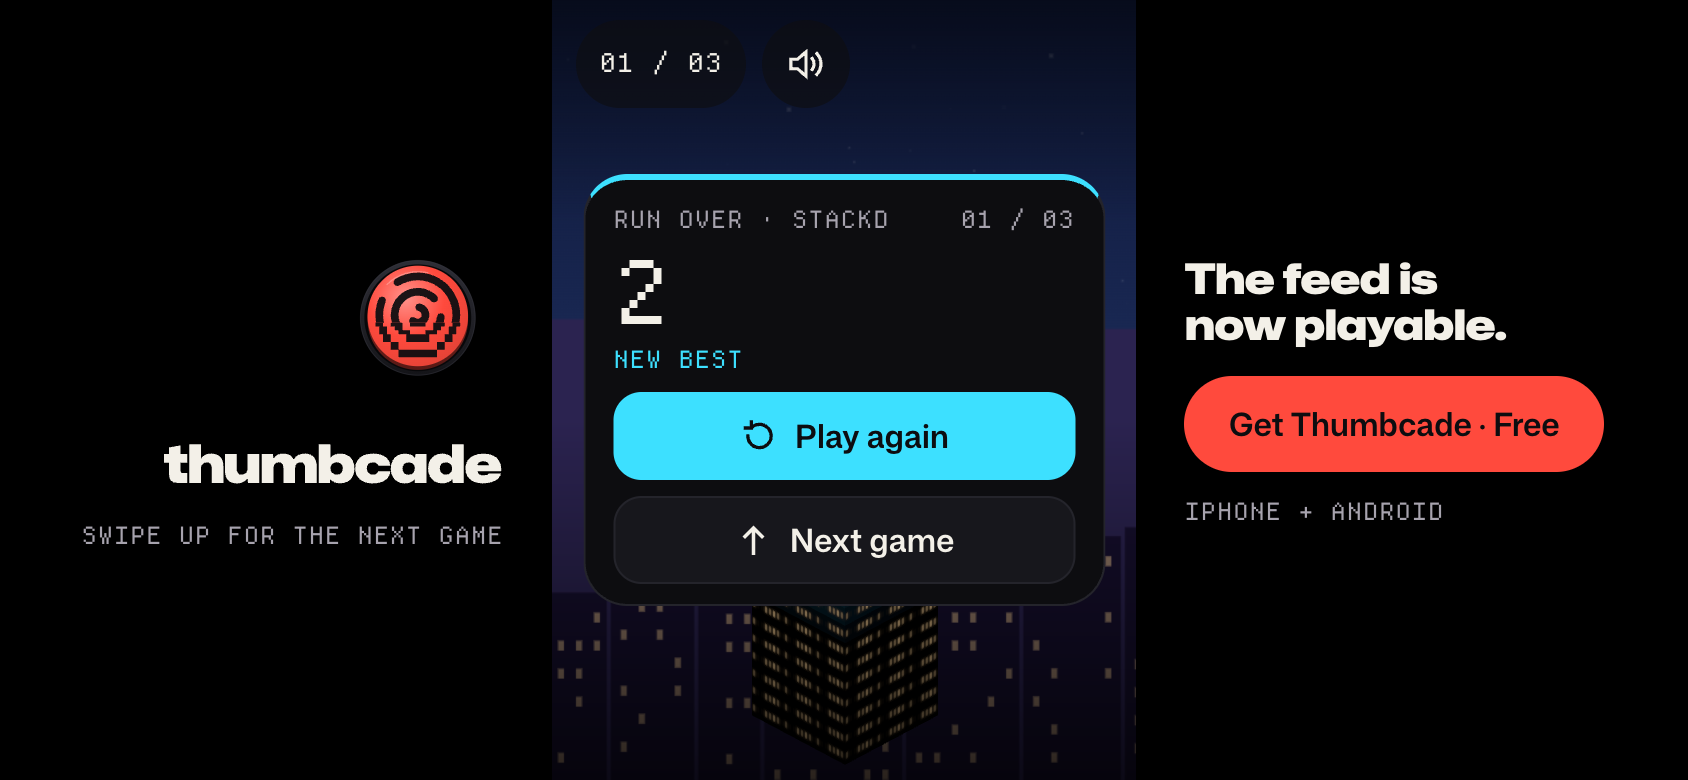 01 / 03
RUN OVER · STACKD 01 / 03
2
NEW BEST
Play again
Next game
thumbcade
SWIPE UP FOR THE NEXT GAME
The feed is
now playable.
Get Thumbcade · Free
IPHONE + ANDROID